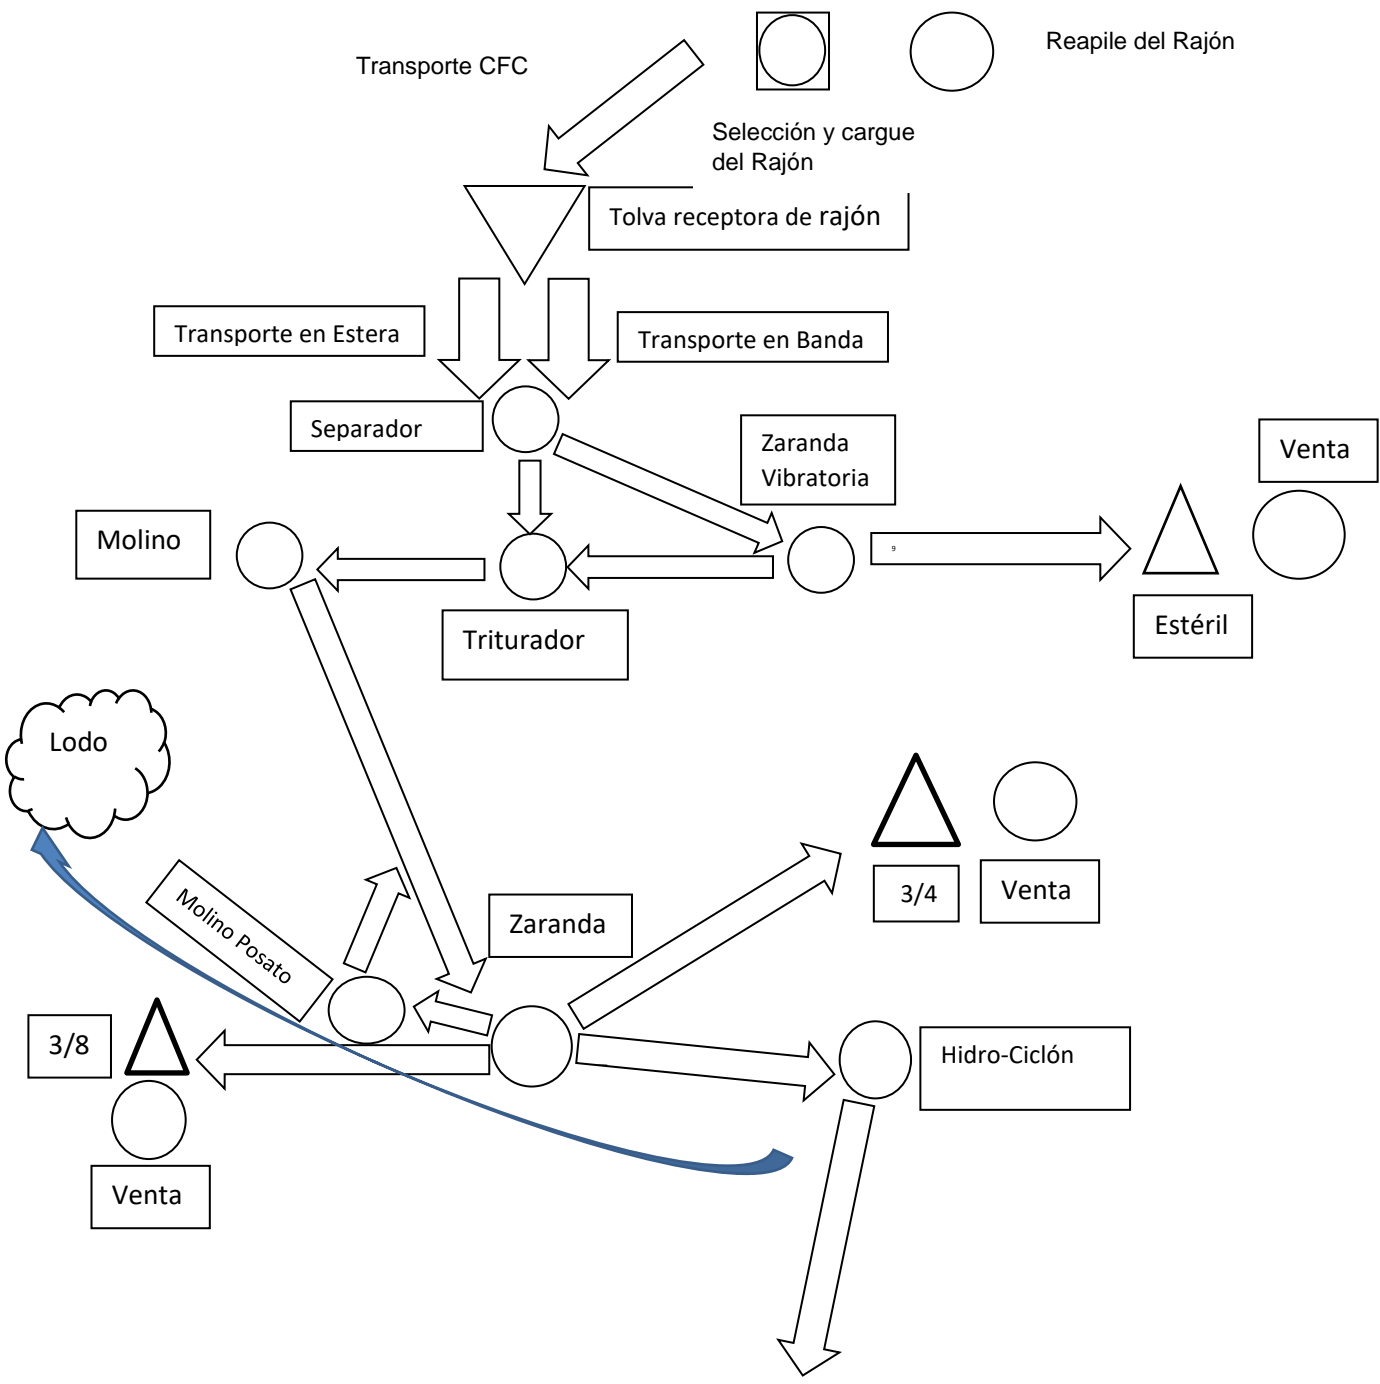 Reapile del Rajón
Transporte CFC
Selección y cargue
del Rajón
Tolva receptora de rajón
Transporte en Estera
Transporte en Banda
Separador
Zaranda
Vibratoria
Venta
Molino
9
Estéril
Triturador
Lodo
3/4
Venta
Molino Posato
Zaranda
3/8
Hidro-Ciclón
Venta